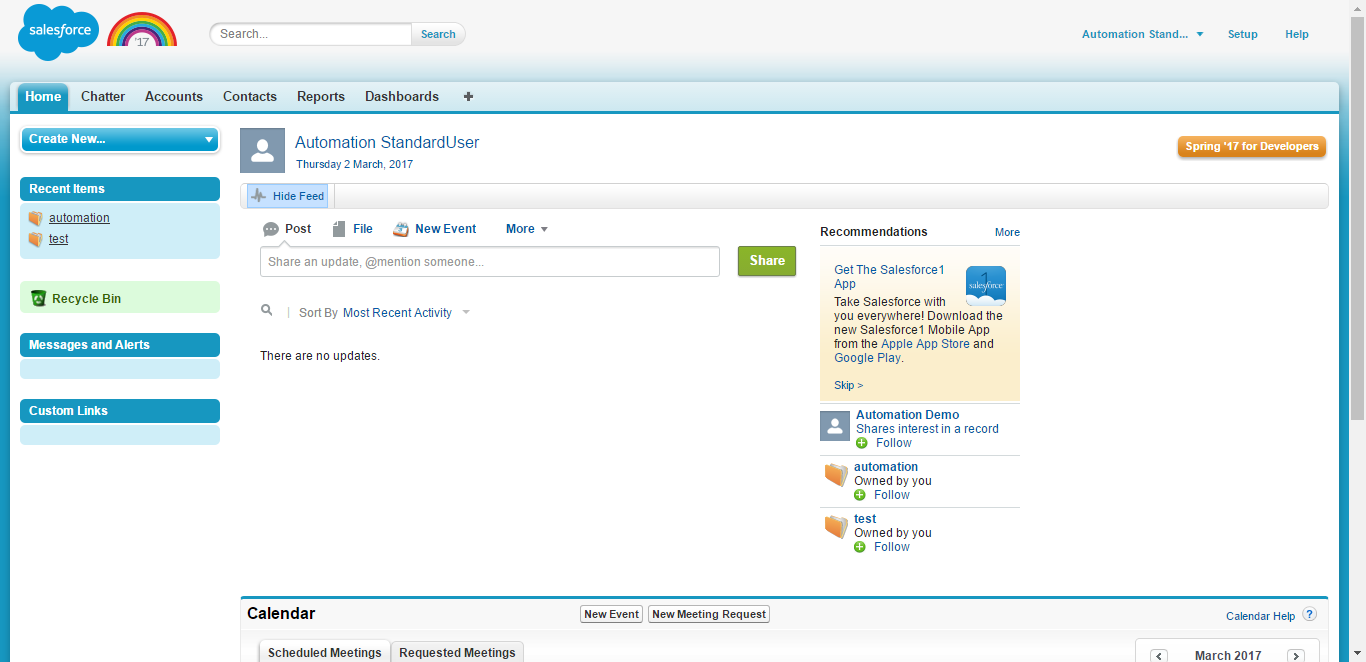 salesforce
'17
Search...
Search
Automation Stand...
Setup
Help
Home
Chatter
Accounts
Contacts
Reports
Dashboards
Create New...
Recent Items
automation
test
Recycle Bin
Messages and Alerts
Custom Links
Automation StandardUser
Thursday 2 March, 2017
Spring '17 for Developers
Hide Feed
Post
File
New Event
More
Share an update, @mention someone...
Share
Sort By Most Recent Activity
There are no updates.
Recommendations
More
Get The Salesforce1
App
1
salesforce
Take Salesforce with
you everywhere! Download the
new Salesforce1 Mobile App
from the Apple App Store and
Google Play.
Skip >
Automation Demo
Shares interest in a record
Follow
automation
Owned by you
Follow
test
Owned by you
Follow
Calendar
New Event
New Meeting Request
Calendar Help ?
Scheduled Meetings
Requested Meetings
< March 2017 >